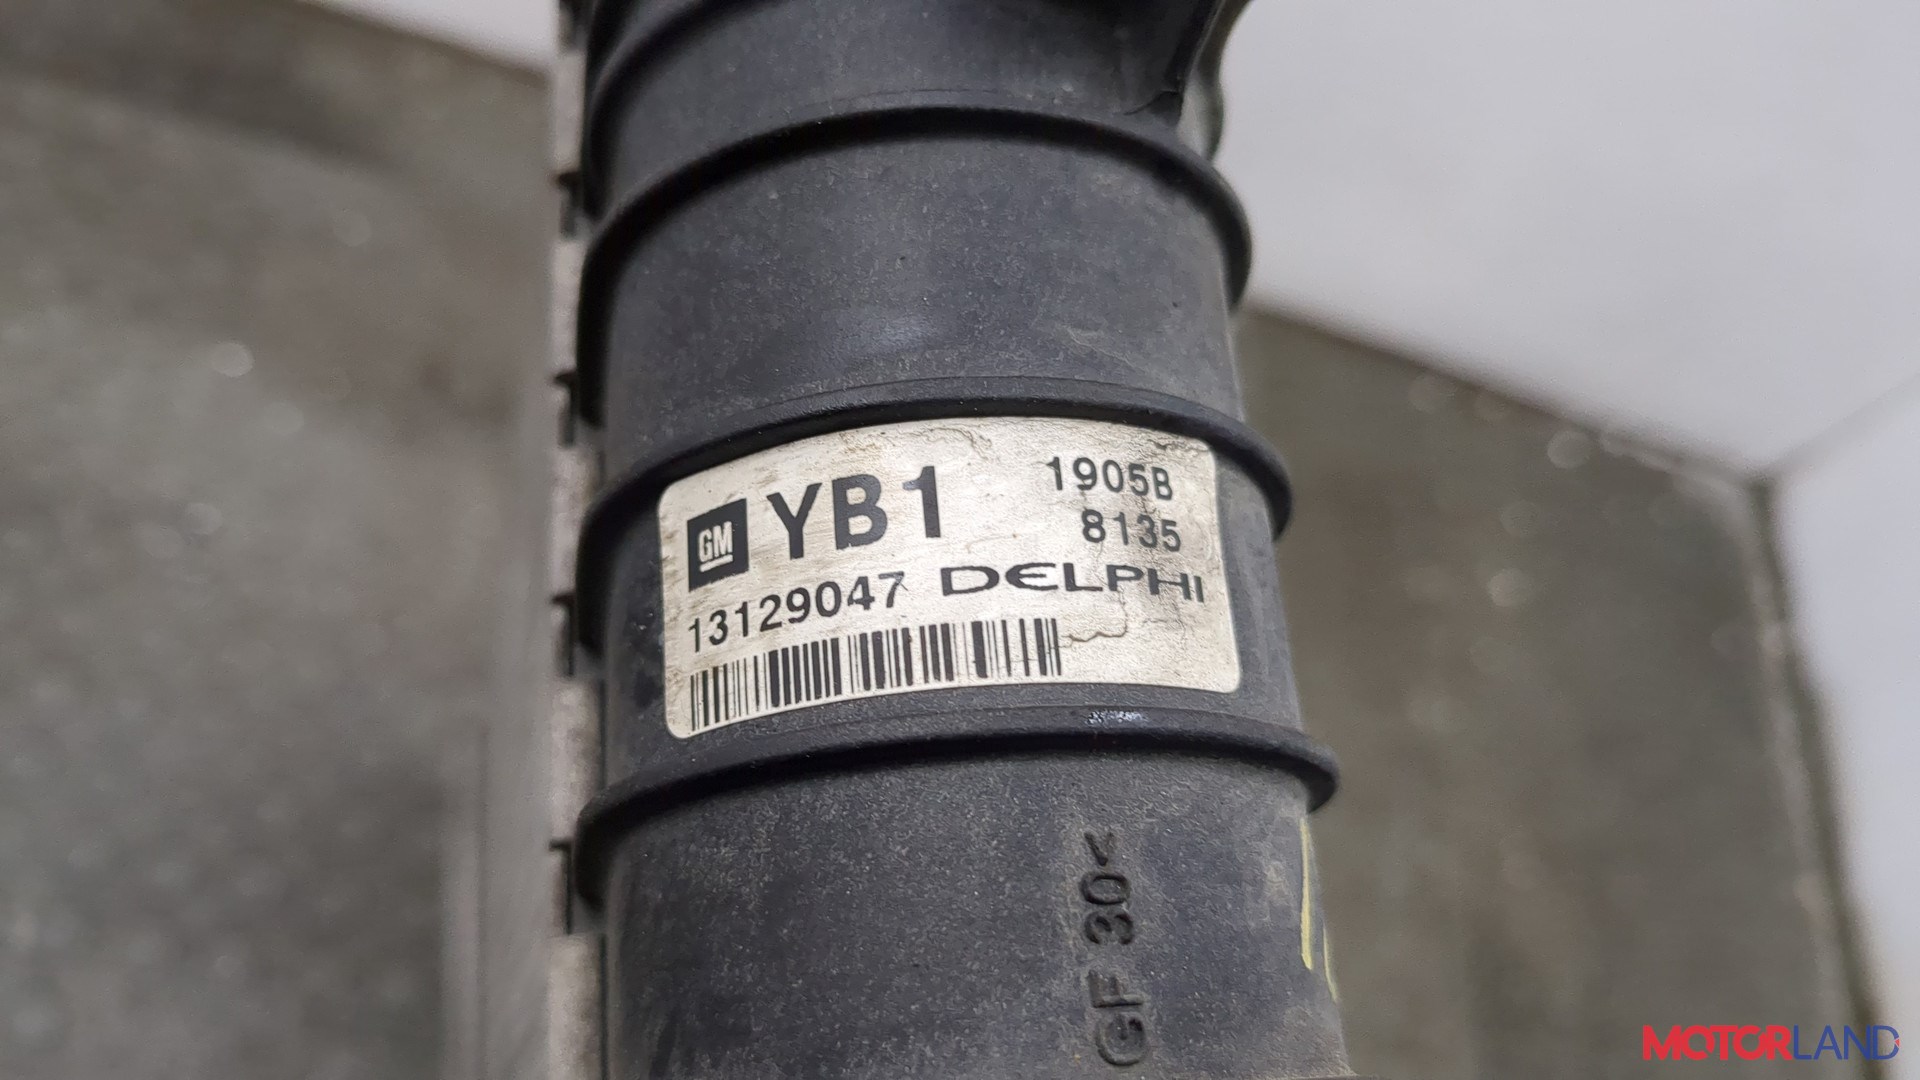 GM YB1 1905B
8135
13129047 DELPHI
GF 30<
MOTORLAND